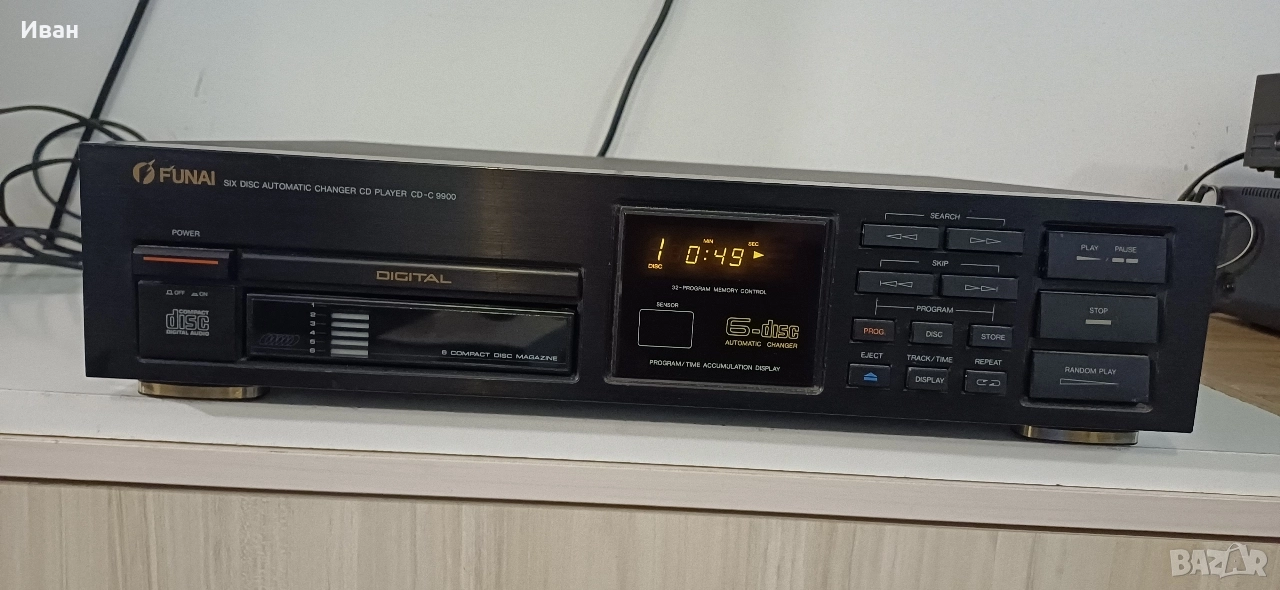 Иван
FUNAI SIX DISC AUTOMATIC CHANGER CD PLAYER CD-C 9900
POWER
OFF ON
COMPACT
disc
DIGITAL AUDIO
DIGITAL
1
2
3
4
5
6
6 COMPACT DISC MAGAZINE
MIN SEC
1 0:49
DISC
32-PROGRAM MEMORY CONTROL
SENSOR
6-disc
AUTOMATIC CHANGER
PROGRAM/TIME ACCUMULATION DISPLAY
SEARCH
SKIP
PROGRAM
PROG. DISC STORE
EJECT TRACK/TIME REPEAT
DISPLAY
PLAY PAUSE
STOP
RANDOM PLAY
BAZAR